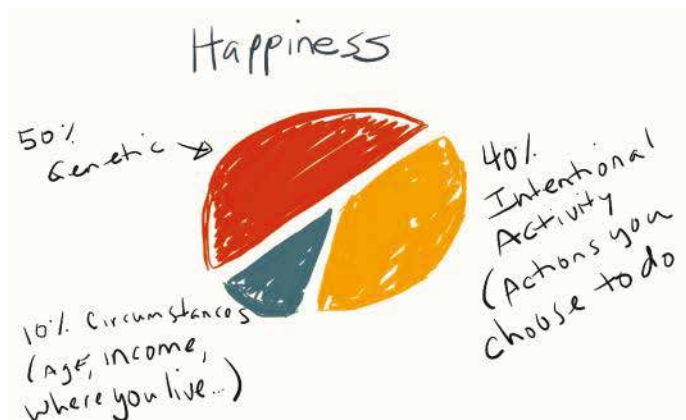 Happiness
50%
Genetic
40%
Intentional
Activity
(Actions you
choose to do
10% Circumstances
(Age, income,
where you live...)